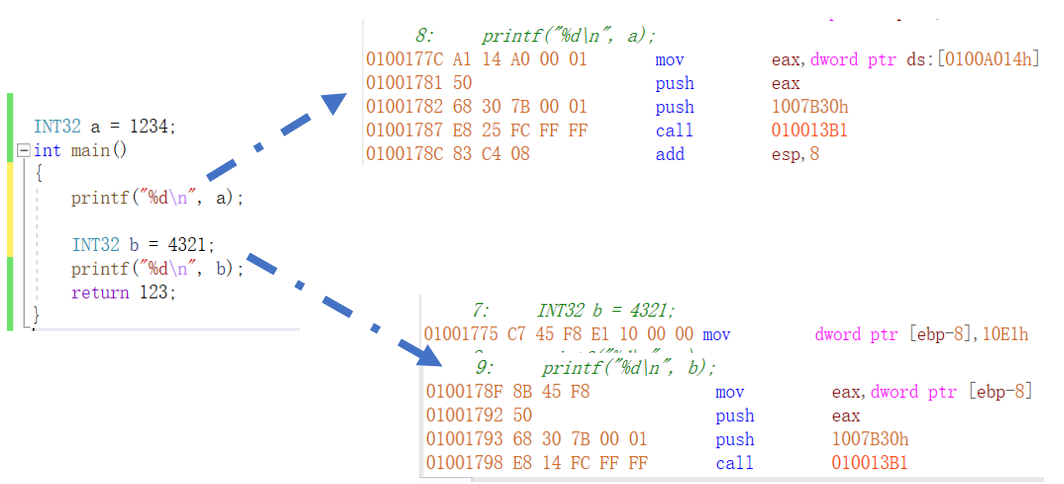 INT32 a = 1234;
int main()
{
printf("%d\n", a);
INT32 b = 4321;
printf("%d\n", b);
return 123;
}
8: printf("%d\n", a);
0100177C A1 14 A0 00 01 mov eax,dword ptr ds:[0100A014h]
01001781 50 push eax
01001782 68 30 7B 00 01 push 1007B30h
01001787 E8 25 FC FF FF call 010013B1
0100178C 83 C4 08 add esp,8
7: INT32 b = 4321;
01001775 C7 45 F8 E1 10 00 00 mov dword ptr [ebp-8],10E1h
9: printf("%d\n", b);
0100178F 8B 45 F8 mov eax,dword ptr [ebp-8]
01001792 50 push eax
01001793 68 30 7B 00 01 push 1007B30h
01001798 E8 14 FC FF FF call 010013B1